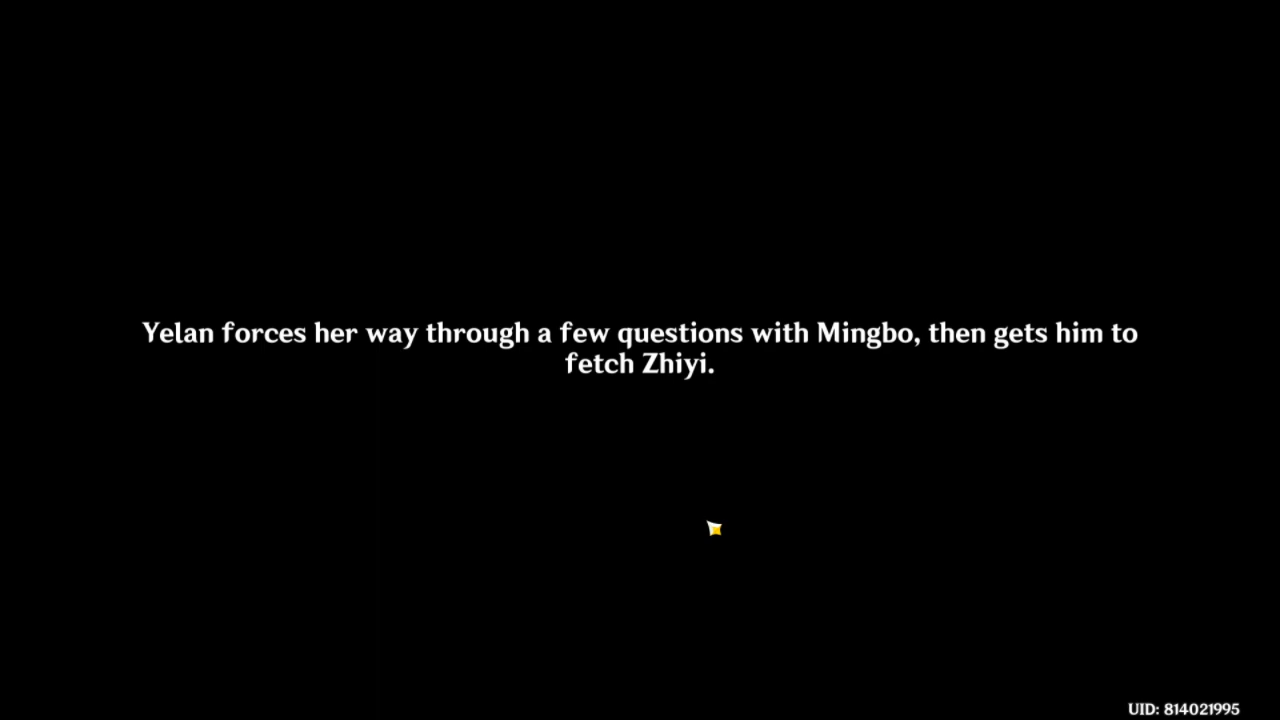 Yelan forces her way through a few questions with Mingbo, then gets him to
fetch Zhiyi.
UID: 814021995